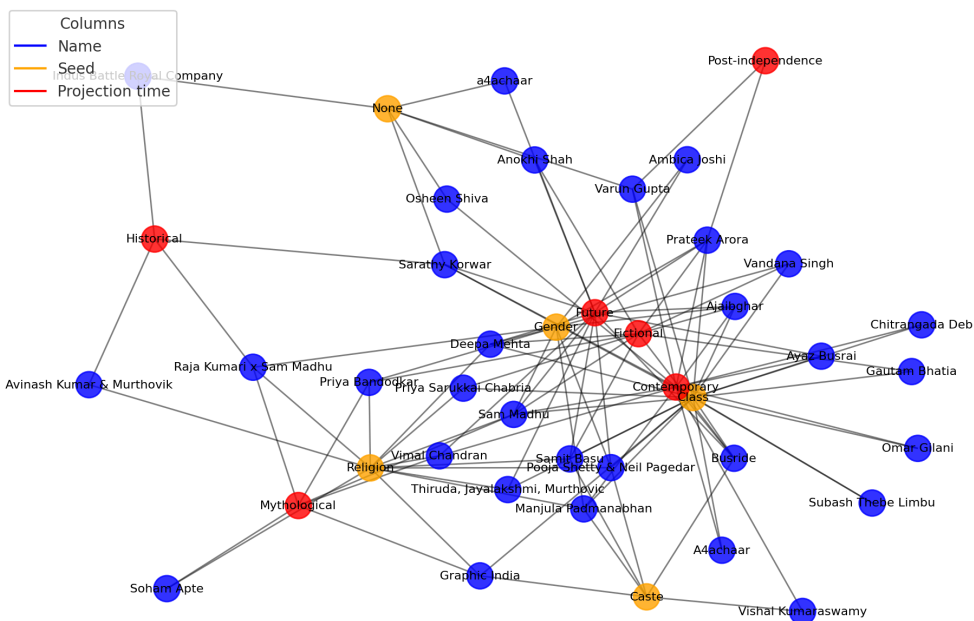 Columns
Name
Seed
Projection time
Indus Battle Royal Company
Post-independence
a4achaar
None
Anokhi Shah
Ambica Joshi
Varun Gupta
Osheen Shiva
Historical
Prateek Arora
Sarathy Korwar
Vandana Singh
Ajaibghar
Future
Chitrangada Deb
Gender
Fictional
Deepa Mehta
Ayaz Busrai
Raja Kumari x Sam Madhu
Gautam Bhatia
Avinash Kumar & Murthovik
Priya Bandodkar
Priya Sarukkai Chabria
Contemporary
Class
Sam Madhu
Omar Gilani
Vimal Chandran
Samit Basu
Busride
Religion
Pooja Shetty & Neil Pagedar
Thiruda, Jayalakshmi, Murthovic
Subash Thebe Limbu
Mythological
Manjula Padmanabhan
A4achaar
Graphic India
Soham Apte
Caste
Vishal Kumaraswamy